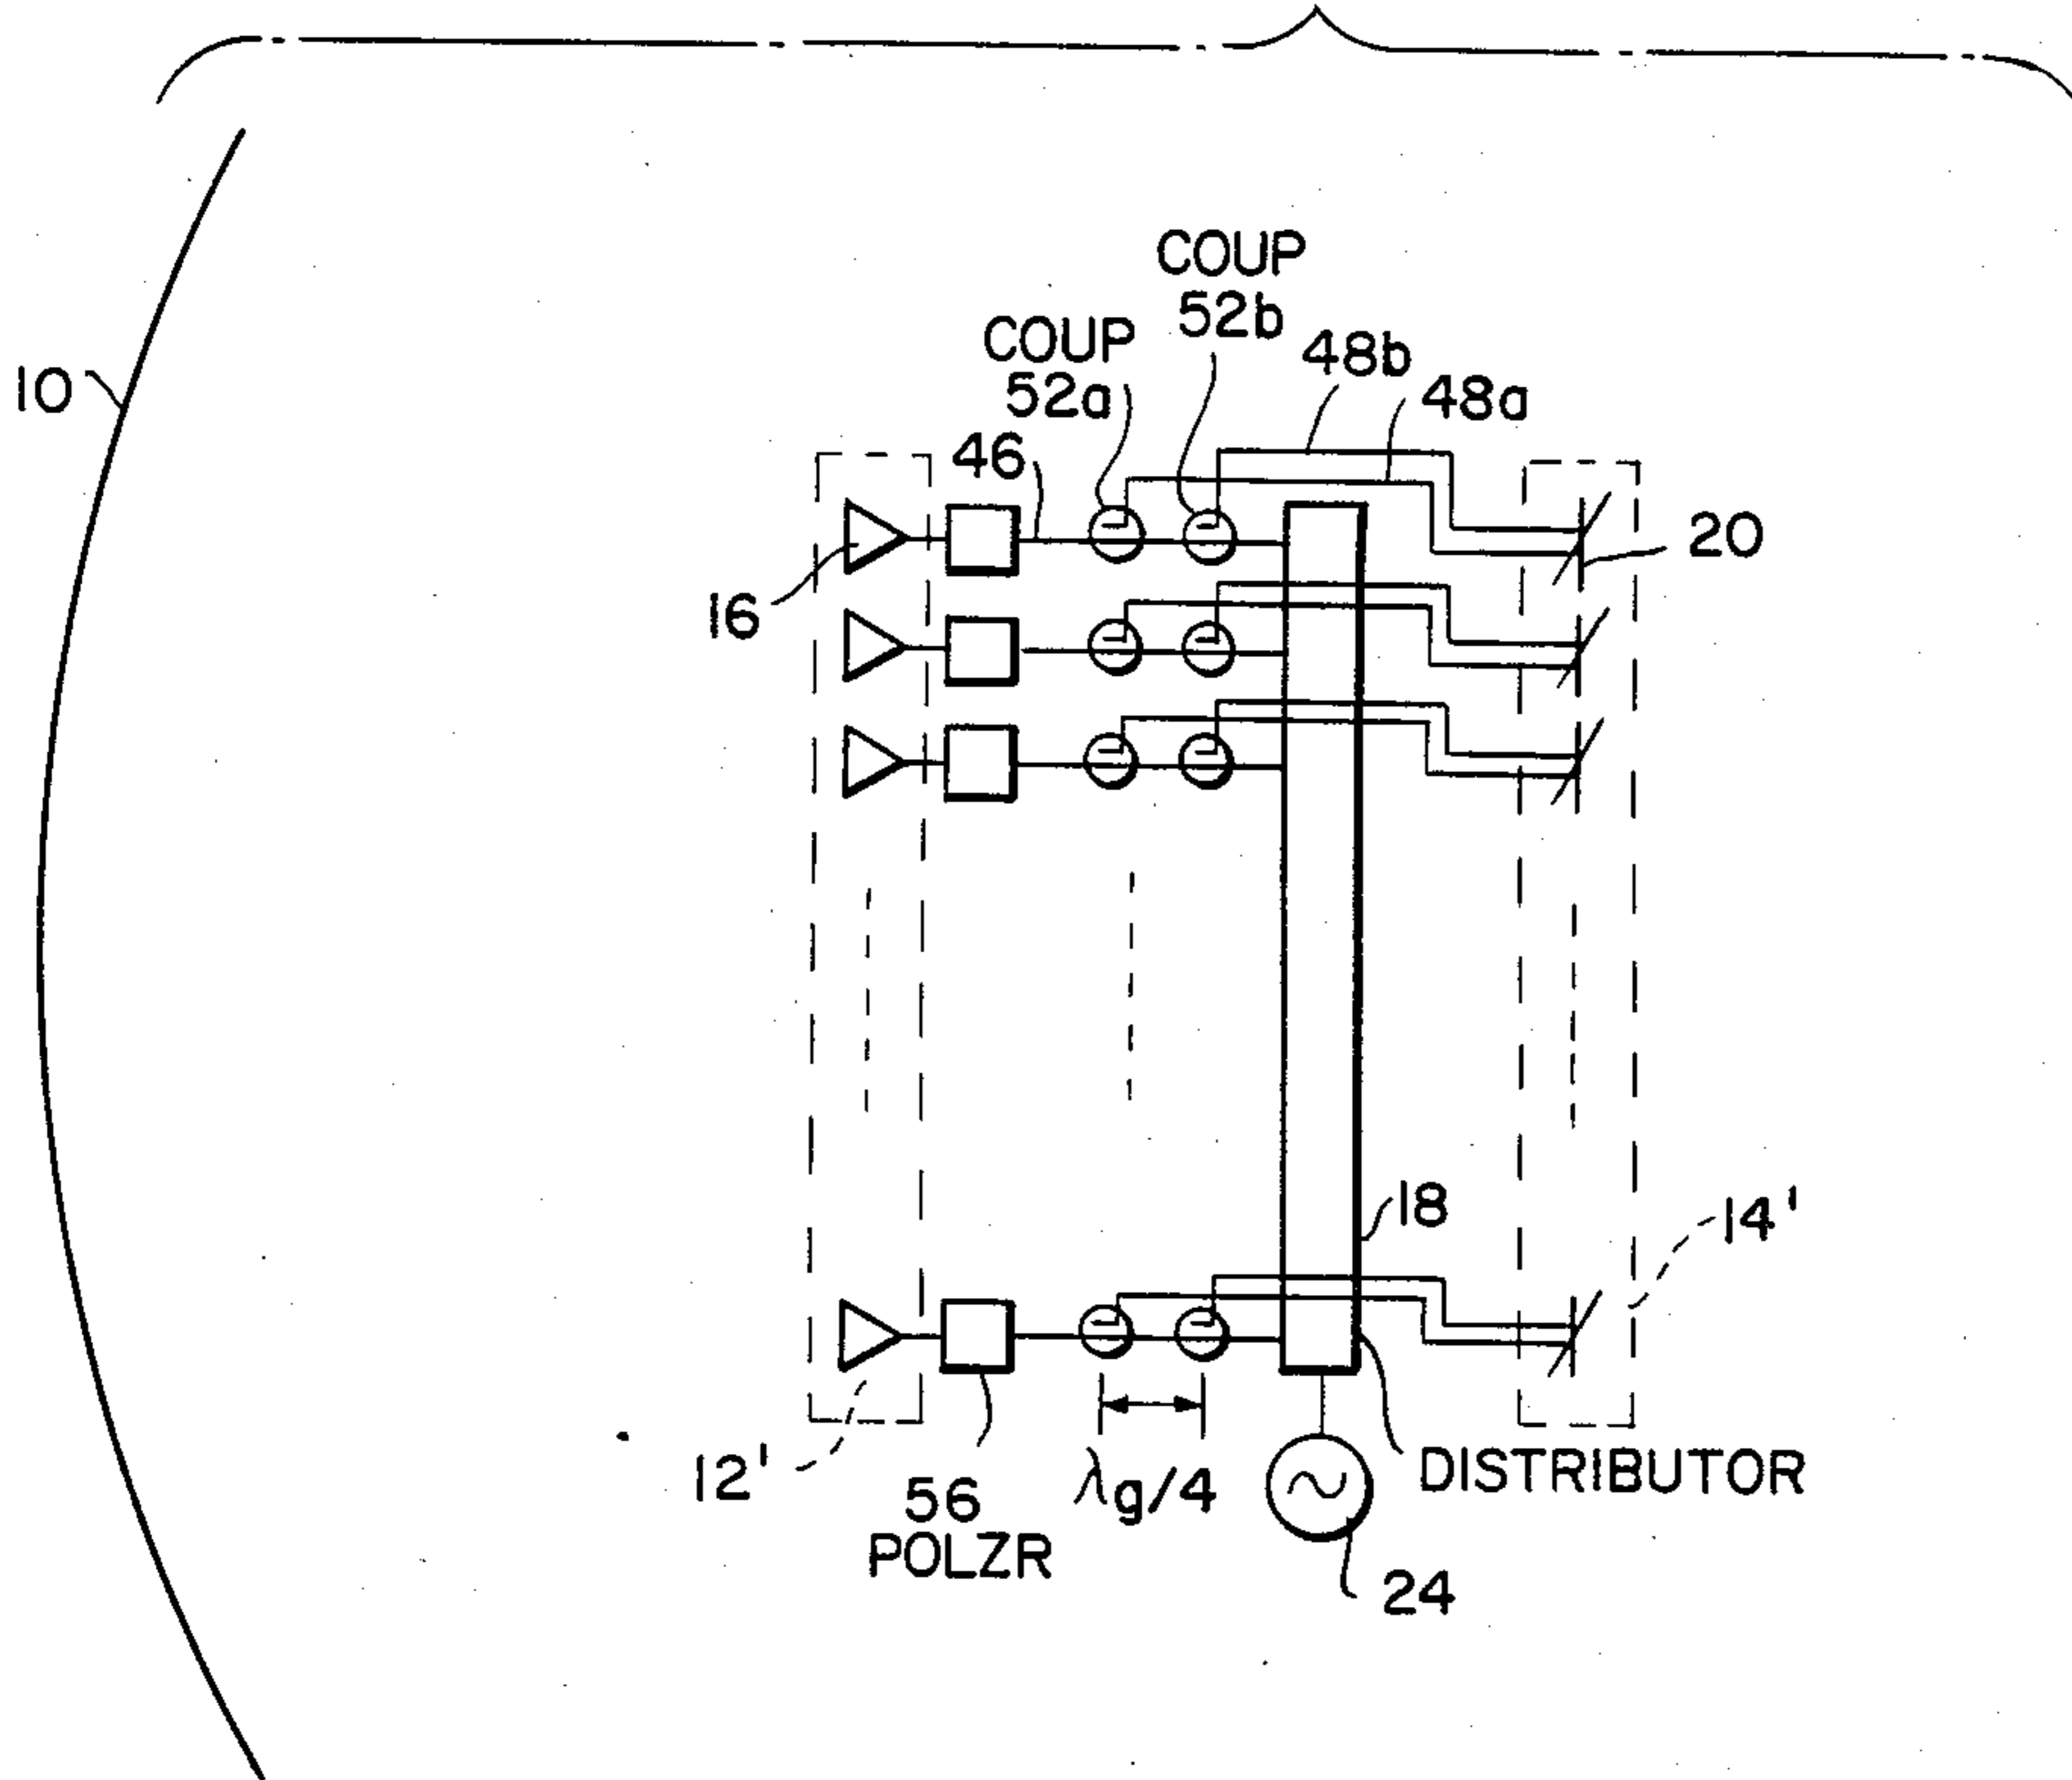 COUP
52b
COUP
52a
48b
48a
10
46
20
16
18
14'
12'
56
POLZR
λg/4
DISTRIBUTOR
24